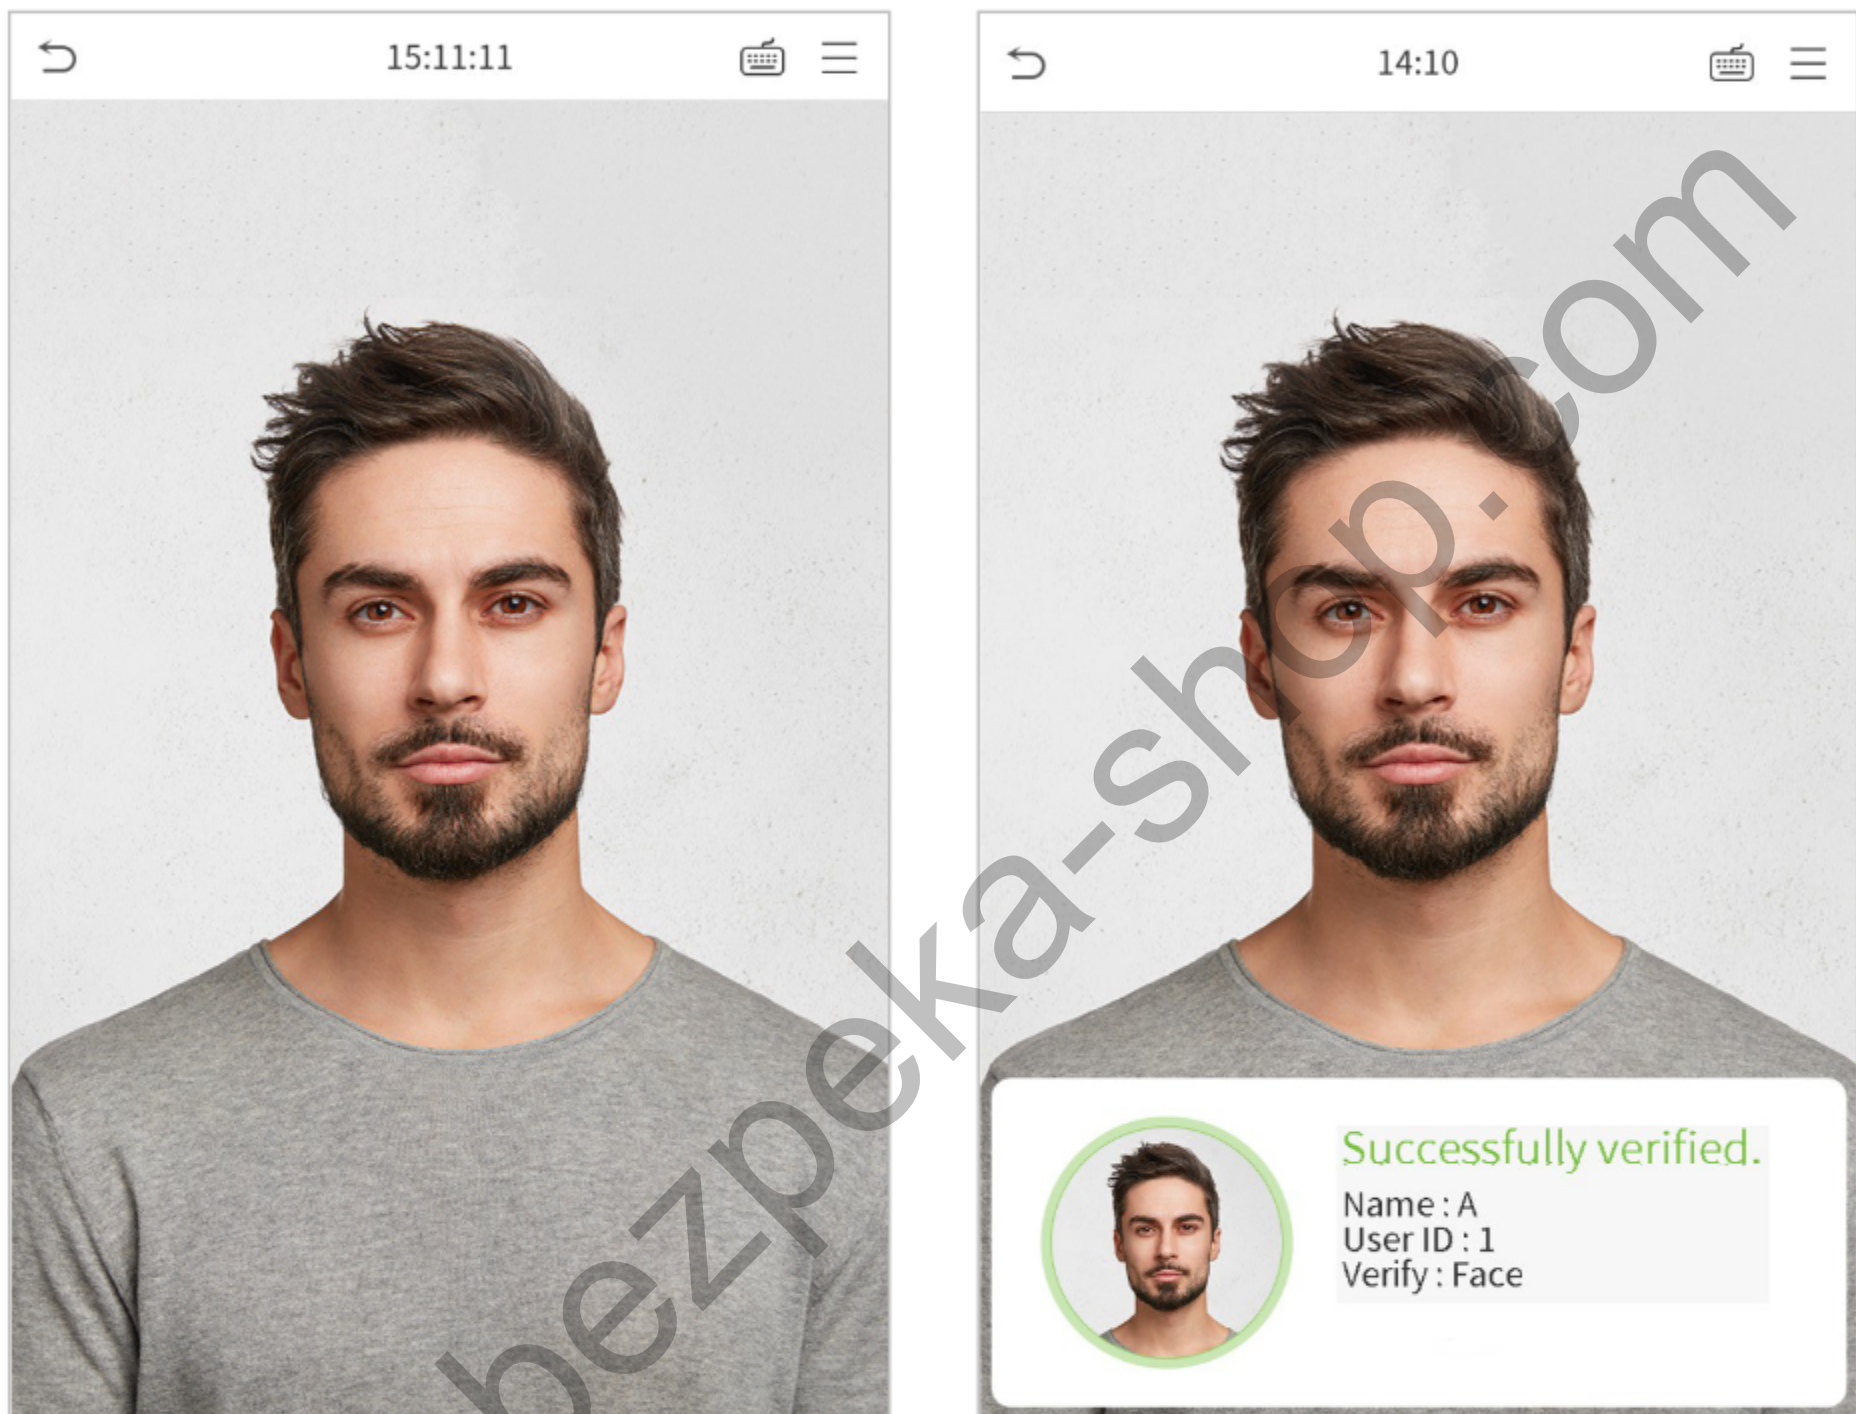 15:11:11
14:10
Successfully verified.
Name : A
User ID : 1
Verify : Face
bezpeka-shop.com